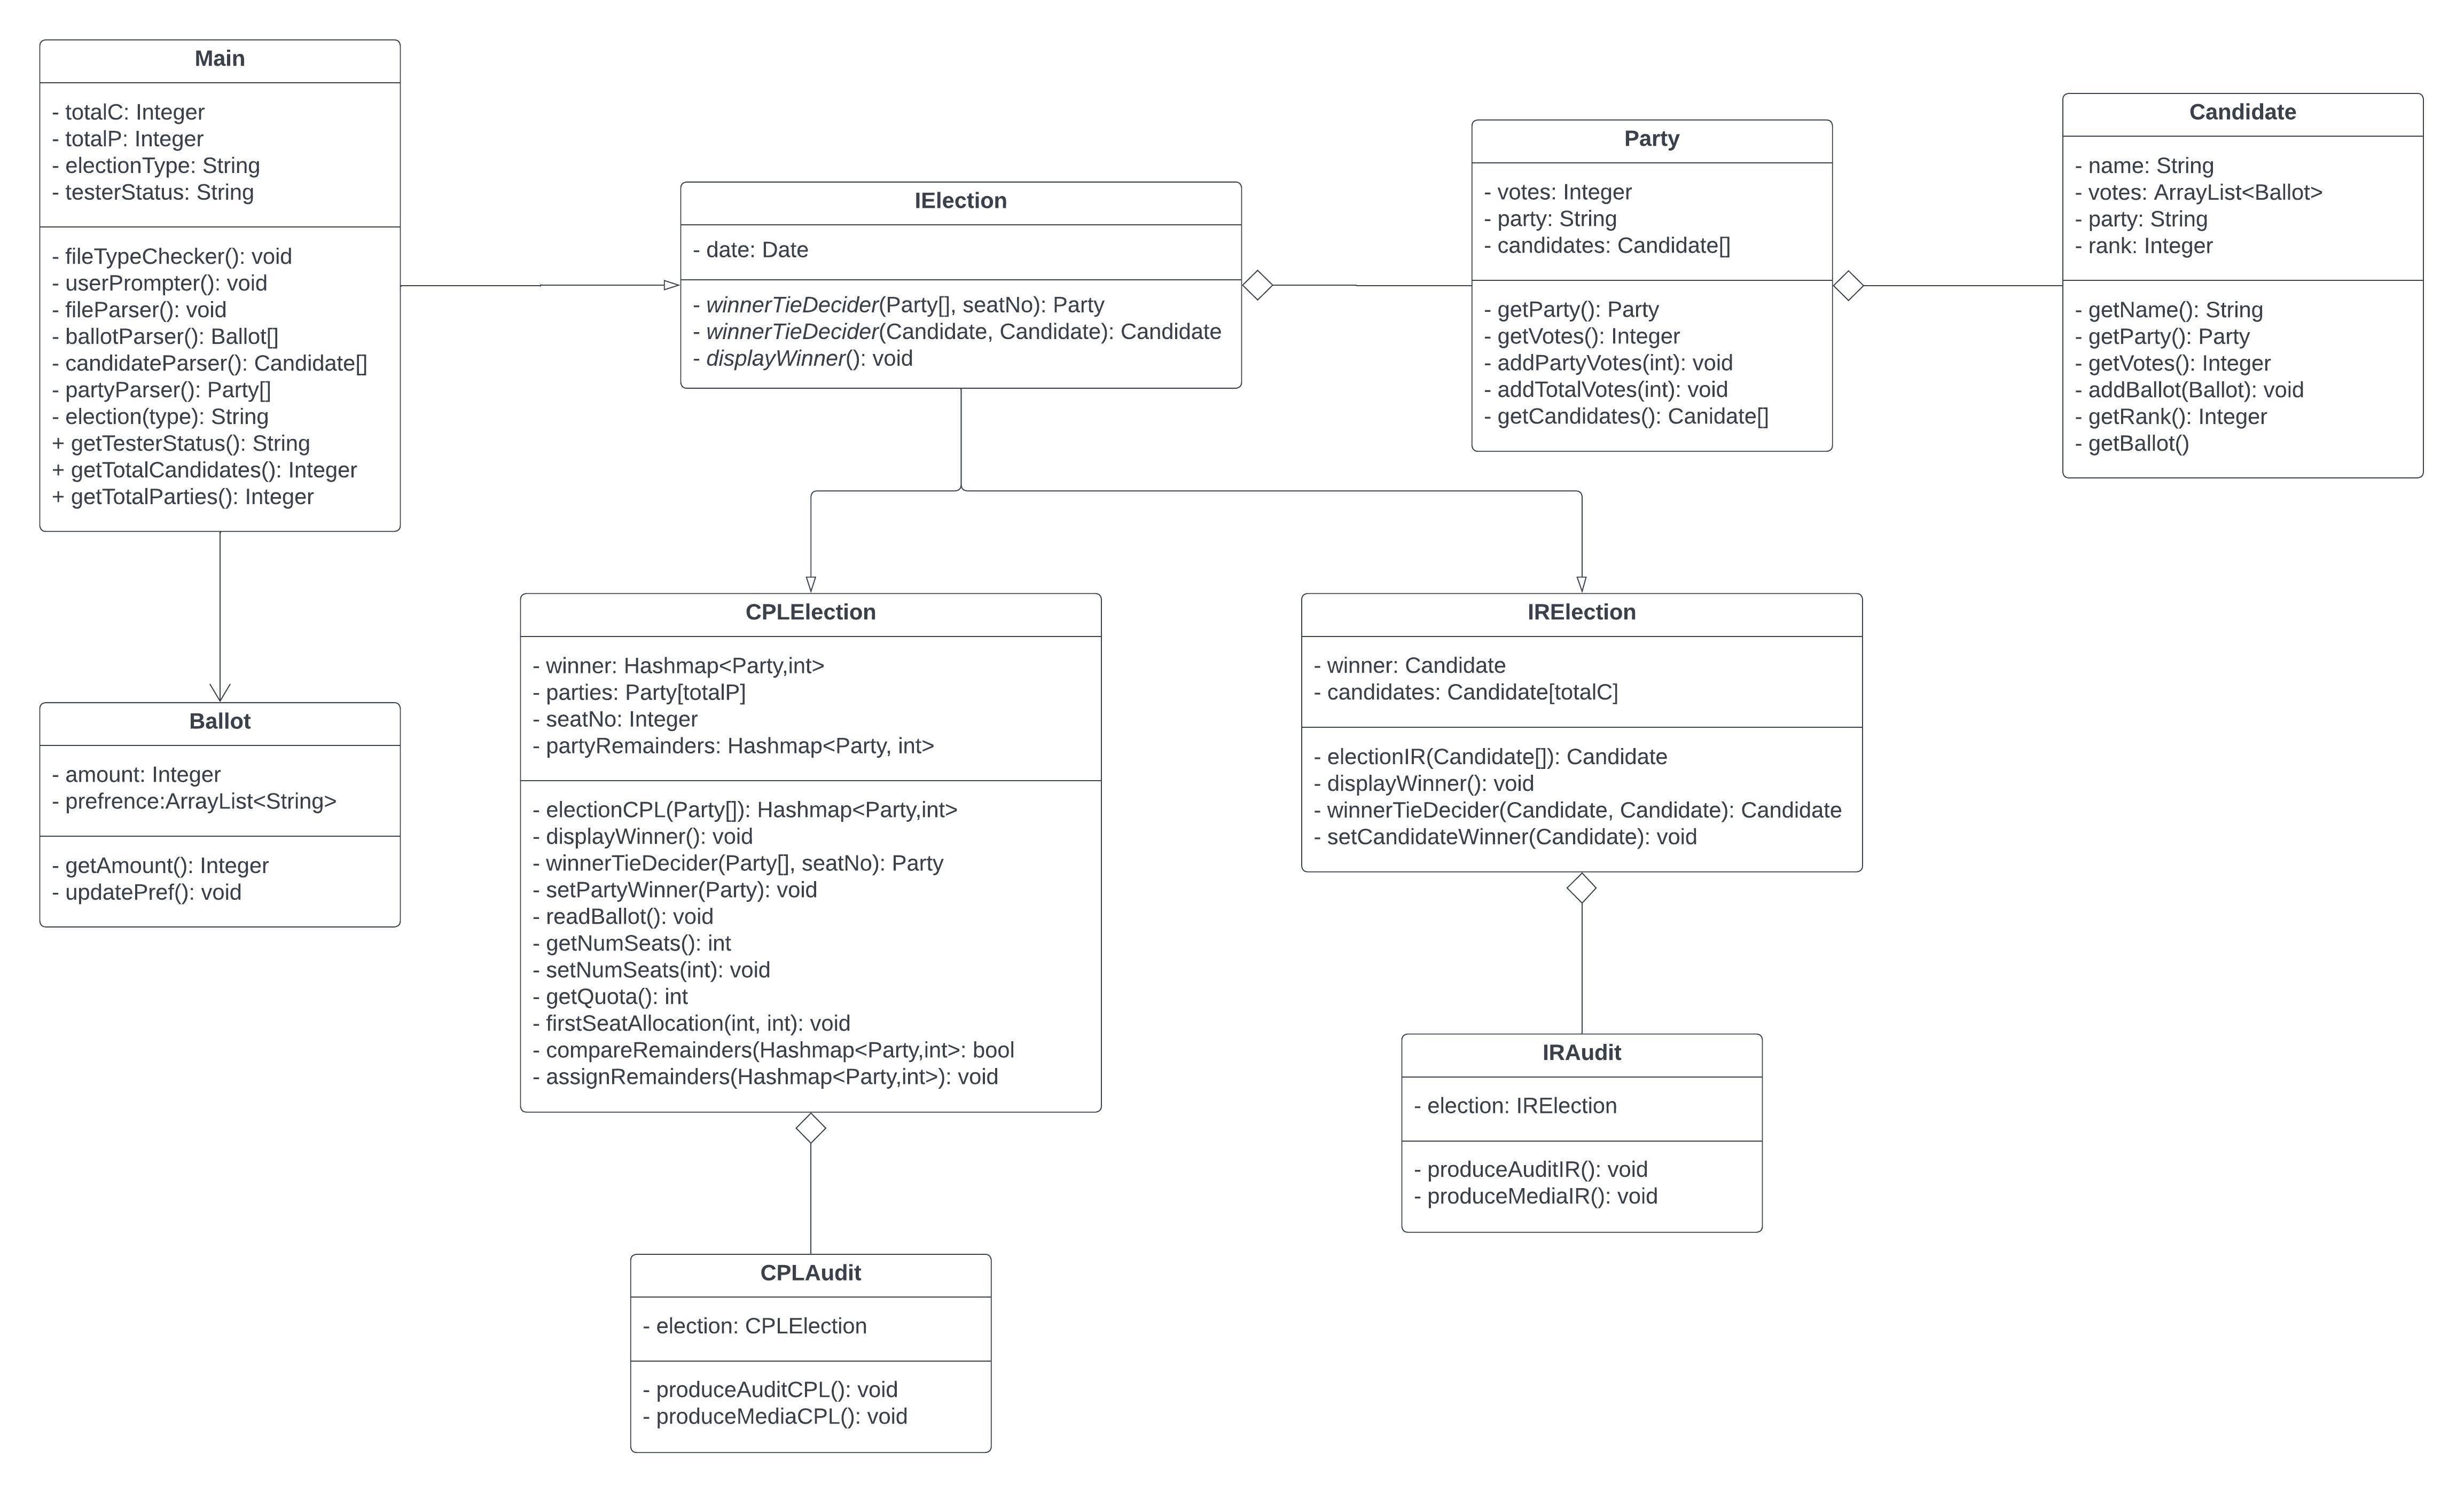 Main
- totalC: Integer
- totalP: Integer
- electionType: String
- testerStatus: String
- fileTypeChecker(): void
- userPrompter(): void
- fileParser(): void
- ballotParser(): Ballot[]
- candidateParser(): Candidate[]
- partyParser(): Party[]
- election(type): String
+ getTesterStatus(): String
+ getTotalCandidates(): Integer
+ getTotalParties(): Integer
IElection
- date: Date
- winnerTieDecider(Party[], seatNo): Party
- winnerTieDecider(Candidate, Candidate): Candidate
- displayWinner(): void
Party
- votes: Integer
- party: String
- candidates: Candidate[]
- getParty(): Party
- getVotes(): Integer
- addPartyVotes(int): void
- addTotalVotes(int): void
- getCandidates(): Canidate[]
Candidate
- name: String
- votes: ArrayList<Ballot>
- party: String
- rank: Integer
- getName(): String
- getParty(): Party
- getVotes(): Integer
- addBallot(Ballot): void
- getRank(): Integer
- getBallot()
Ballot
- amount: Integer
- prefrence:ArrayList<String>
- getAmount(): Integer
- updatePref(): void
CPLElection
- winner: Hashmap<Party,int>
- parties: Party[totalP]
- seatNo: Integer
- partyRemainders: Hashmap<Party, int>
- electionCPL(Party[]): Hashmap<Party,int>
- displayWinner(): void
- winnerTieDecider(Party[], seatNo): Party
- setPartyWinner(Party): void
- readBallot(): void
- getNumSeats(): int
- setNumSeats(int): void
- getQuota(): int
- firstSeatAllocation(int, int): void
- compareRemainders(Hashmap<Party,int>: bool
- assignRemainders(Hashmap<Party,int>): void
IRElection
- winner: Candidate
- candidates: Candidate[totalC]
- electionIR(Candidate[]): Candidate
- displayWinner(): void
- winnerTieDecider(Candidate, Candidate): Candidate
- setCandidateWinner(Candidate): void
IRAudit
- election: IRElection
- produceAuditIR(): void
- produceMediaIR(): void
CPLAudit
- election: CPLElection
- produceAuditCPL(): void
- produceMediaCPL(): void